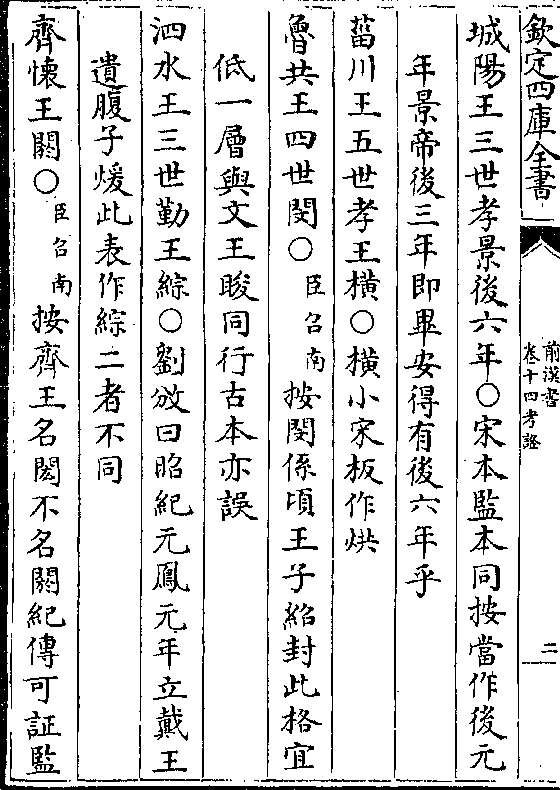 欽定四庫全書
前漢書
卷十四考證
二
城陽王三世孝景後六年○宋本監本同按當作後元
年景帝後三年即畢安得有後六年乎
菑川王五世孝王橫○橫小宋板作烘
魯共王四世閔○臣召南按閔係頃王子紹封此格宜
低一層與文王晙同行古本亦誤
泗水王三世勤王綜○劉攽曰昭紀元鳳元年立戴王
遺腹子煖此表作綜二者不同
齊懷王闕○臣召南按齊王名閎不名闕紀傳可証監